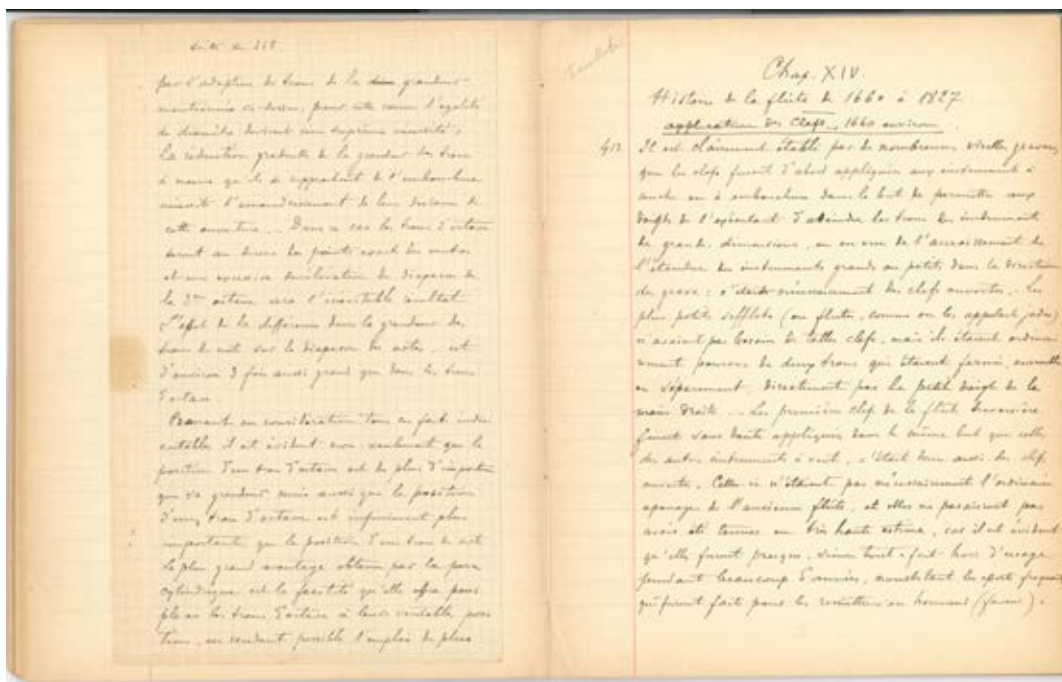 suite de 358.
par l'adoption de trous de la grandeur
mentionnée ci-dessus, pour cette raison l'égalité
de diamètre devient une suprême nécessité.
La réduction graduelle de la grandeur des trous
à mesure qu'ils se rapprochent de l'embouchure
nécessite l'amoindrissement de leur distance de
cette ouverture. Dans ce cas les trous d'octave
seront au dessus des points exacts des
et une excessive du diapason de
la 3me octave sera l'inévitable résultat.
L'effet de la différence dans la grandeur des
trous de note sur le diapason des notes, est
d'environ 3 fois aussi grand que dans les trous
d'octave.
Prenant en considération tous ces faits indis-
cutables il est évident non seulement que la
position d'un trou d'octave est de plus d'importance
que sa grandeur mais aussi que la position
d'un trou d'octave est infiniment plus
important que la position d'un trou de note
Le plus grand avantage obtenu par la perce
cylindrique est la facilité qu'elle offre pour
placer les trous d'octave à leur véritable posi
tion, en rendant possible l'emploi de plus
Chap. XIV.
Histoire de la flûte de 1660 à 1827
application des Clefs, 1660 environ.
Il est clairement établi par de nombreuses vieilles gravures
que les clefs furent d'abord appliquées aux instruments à
anche ou à embouchure dans le but de permettre aux
doigts de l'exécutant d'atteindre les trous des instruments
de grande dimension, ou en vue de l'accroissement de
l'étendue des instruments grands ou petits dans la direction
du grave: c'était nécessairement des clefs ouvertes. Les
plus petits sifflets (ou flûtes, comme on les appelait jadis)
n'avaient pas besoin de telles clefs, mais ils étaient ordinai
rement pourvus de deux trous qui étaient fermés, ensemble
ou séparément, directement par le petit doigt de la
main droite. Les premières clefs de la flûte traversière
furent sans doute appliquées dans le même but que celles
des autres instruments à vent, c'était donc aussi des clefs
ouvertes. Celles-ci n'étaient pas nécessairement l'ordinaire
apanage de l'ancienne flûte, et elles ne paraissent pas
avoir été tenues en très haute estime, car il est évident
qu'elles furent presque, sinon tout-à-fait hors d'usage
pendant beaucoup d'années, nonobstant les efforts fréquents
qui furent faits pour les remettre en honneur (faveur).